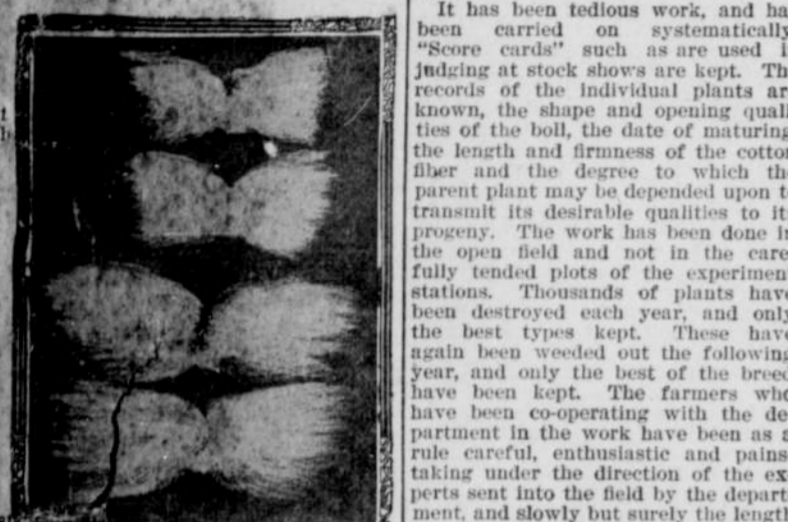 It has been tedious work, and ha
been carried on systematically
"Score cards" such as are used i
judging at stock shows are kept. Th
records of the individual plants ar
known, the shape and opening quali
ties of the boll, the date of maturing
the length and firmness of the cotton
fiber and the degree to which the
parent plant may be depended upon t
transmit its desirable qualities to it
progeny. The work has been done in
the open field and not in the care
fully tended plots of the experiment
stations. Thousands of plants have
been destroyed each year, and only
the best types kept. These have
again been weeded out the following
year, and only the best of the breed
have been kept. The farmers who
have been co-operating with the de
partment in the work have been as a
rule careful, enthusiastic and pains
taking under the direction of the ex
perts sent into the field by the depart
ment, and slowly but surely the length